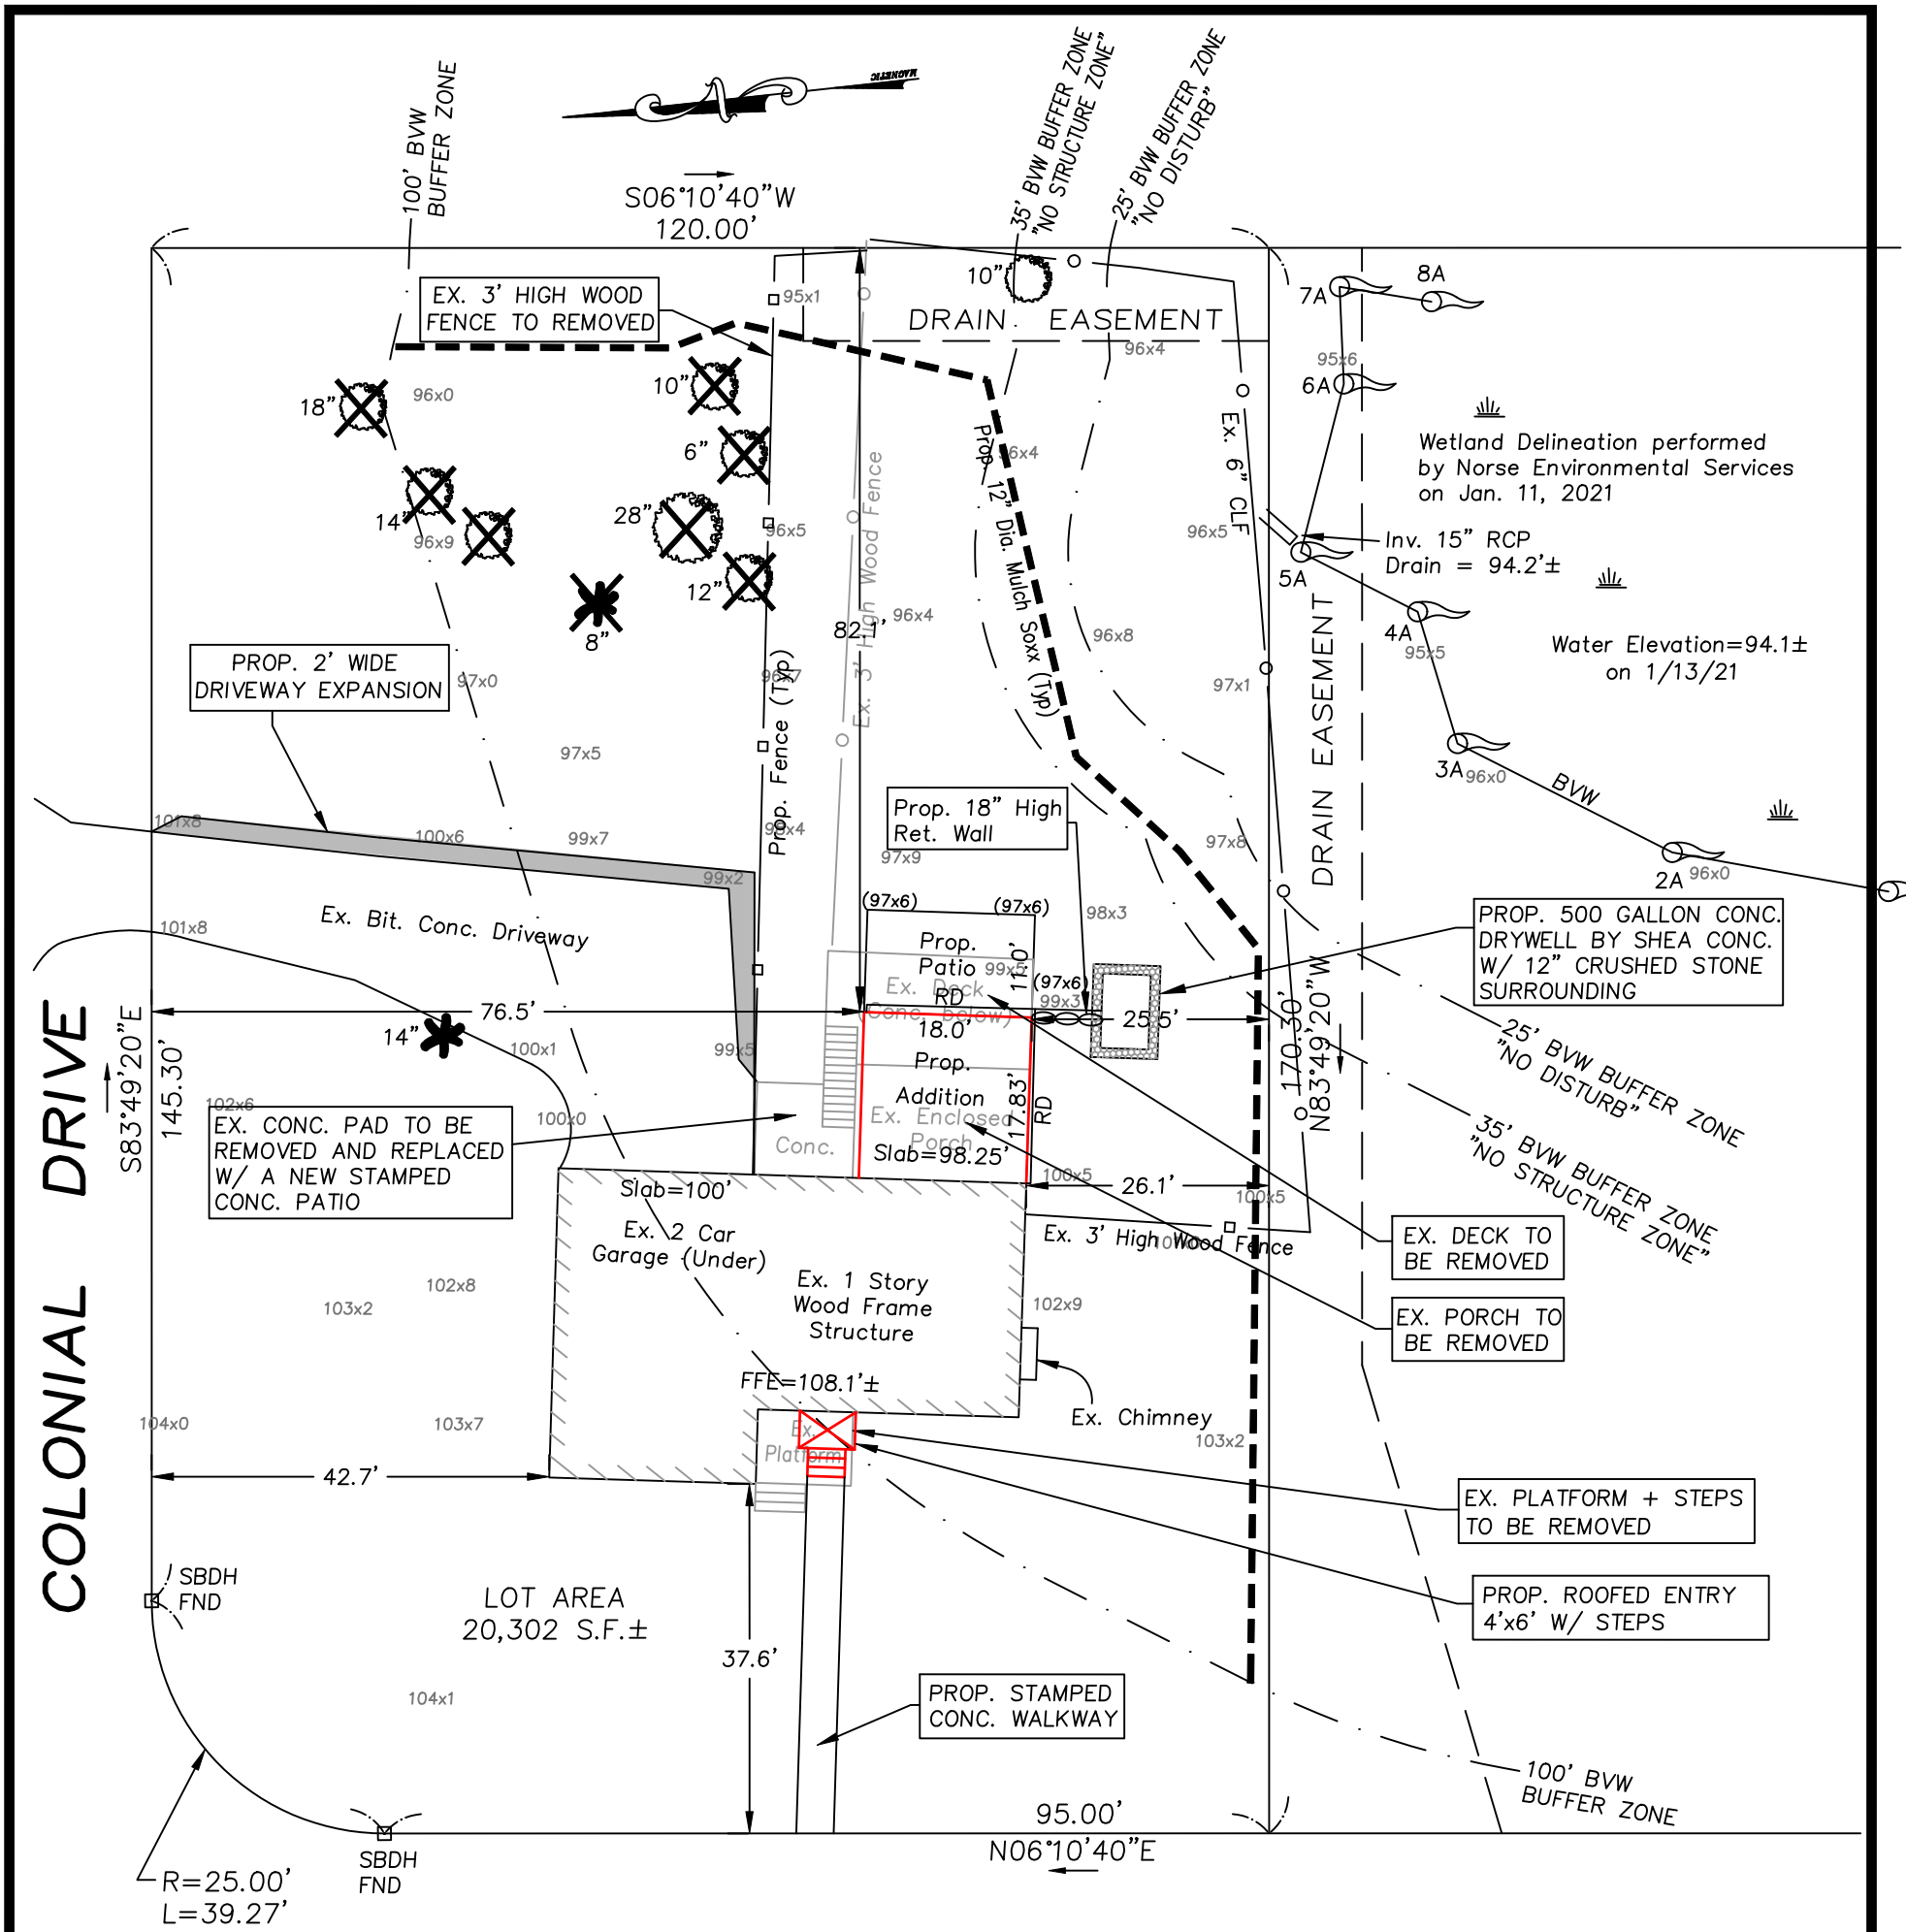 MAGNETIC
N
S06°10'40"W
120.00'
100' BVW
BUFFER ZONE
35' BVW BUFFER ZONE
"NO STRUCTURE ZONE"
25' BVW BUFFER ZONE
"NO DISTURB"
EX. 3' HIGH WOOD
FENCE TO REMOVED
95x1
10"
DRAIN EASEMENT
96x4
7A
8A
95x6
6A
18"
96x0
10"
6"
14"
96x9
28"
12"
8"
96x5
96x7
96x4
96x4
96x8
96x5
97x1
Ex. 6" CLF
Prop. 12" Dia. Mulch Soxx (Typ)
Ex. 3' High Wood Fence
Prop. Fence (Typ)
82.1'
Wetland Delineation performed
by Norse Environmental Services
on Jan. 11, 2021
Inv. 15" RCP
Drain = 94.2'±
5A
4A
95x5
Water Elevation=94.1±
on 1/13/21
DRAIN EASEMENT
3A
96x0
BVW
2A
96x0
PROP. 2' WIDE
DRIVEWAY EXPANSION
97x0
97x5
101x8
100x6
99x7
99x2
98x4
Prop. 18" High
Ret. Wall
97x9
97x8
98x3
Ex. Bit. Conc. Driveway
101x8
(97x6)
(97x6)
Prop.
Patio
99x5
11.0'
Ex. Deck
(Conc. below)
RD
(97x6)
99x3
PROP. 500 GALLON CONC.
DRYWELL BY SHEA CONC.
W/ 12" CRUSHED STONE
SURROUNDING
COLONIAL DRIVE
S83°49'20"E
145.30'
76.5'
14"
100x1
99x5
18.0'
25.5'
170.30'
N83°49'20"W
25' BVW BUFFER ZONE
"NO DISTURB"
35' BVW BUFFER ZONE
"NO STRUCTURE ZONE"
102x6
EX. CONC. PAD TO BE
REMOVED AND REPLACED
W/ A NEW STAMPED
CONC. PATIO
100x0
Conc.
Prop.
Addition
Ex. Enclosed
Porch
Slab=98.25'
17.83'
RD
100x5
26.1'
100x5
Slab=100'
Ex. 2 Car
Garage (Under)
Ex. 3' High Wood Fence
EX. DECK TO
BE REMOVED
EX. PORCH TO
BE REMOVED
Ex. 1 Story
Wood Frame
Structure
102x8
103x2
102x9
FFE=108.1'±
Ex. Chimney
104x0
103x7
103x2
Ex.
Platform
42.7'
EX. PLATFORM + STEPS
TO BE REMOVED
PROP. ROOFED ENTRY
4'x6' W/ STEPS
SBDH
FND
LOT AREA
20,302 S.F.±
37.6'
104x1
PROP. STAMPED
CONC. WALKWAY
100' BVW
BUFFER ZONE
95.00'
N06°10'40"E
SBDH
FND
R=25.00'
L=39.27'